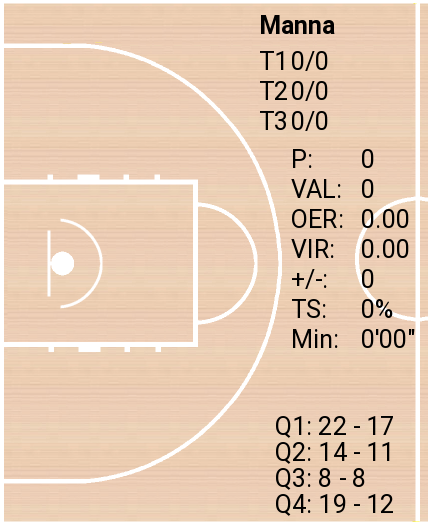 Manna
T1 0/0
T2 0/0
T3 0/0
P: 0
VAL: 0
OER: 0.00
VIR: 0.00
+/-: 0
TS: 0%
Min: 0'00"
Q1: 22 - 17
Q2: 14 - 11
Q3: 8 - 8
Q4: 19 - 12